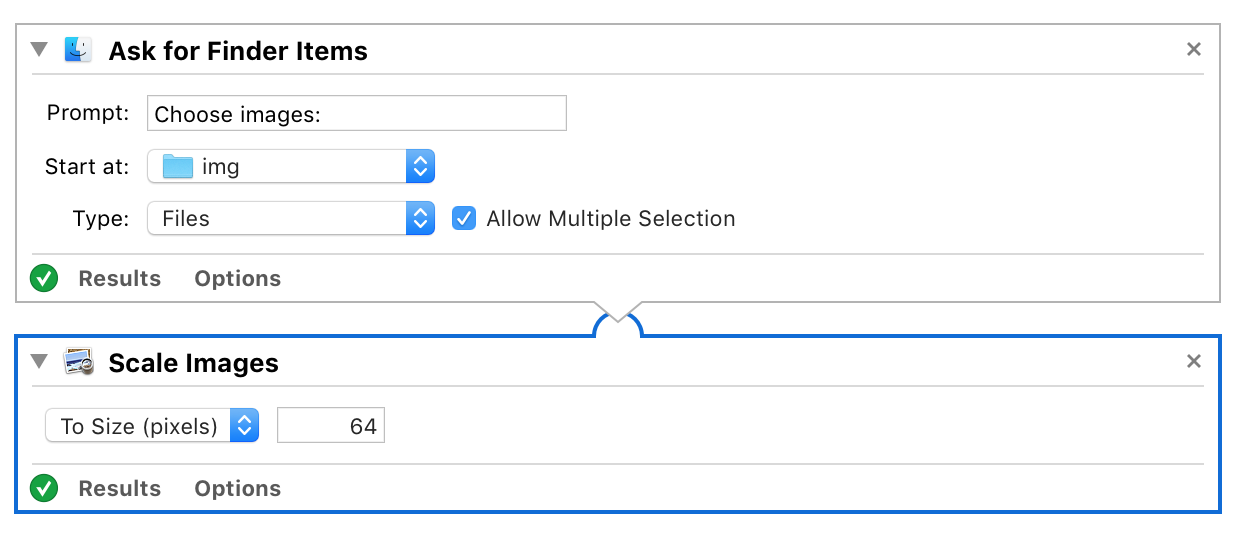 Ask for Finder Items
Prompt: Choose images:
Start at: img
Type: Files Allow Multiple Selection
Results Options
Scale Images
To Size (pixels) 64
Results Options